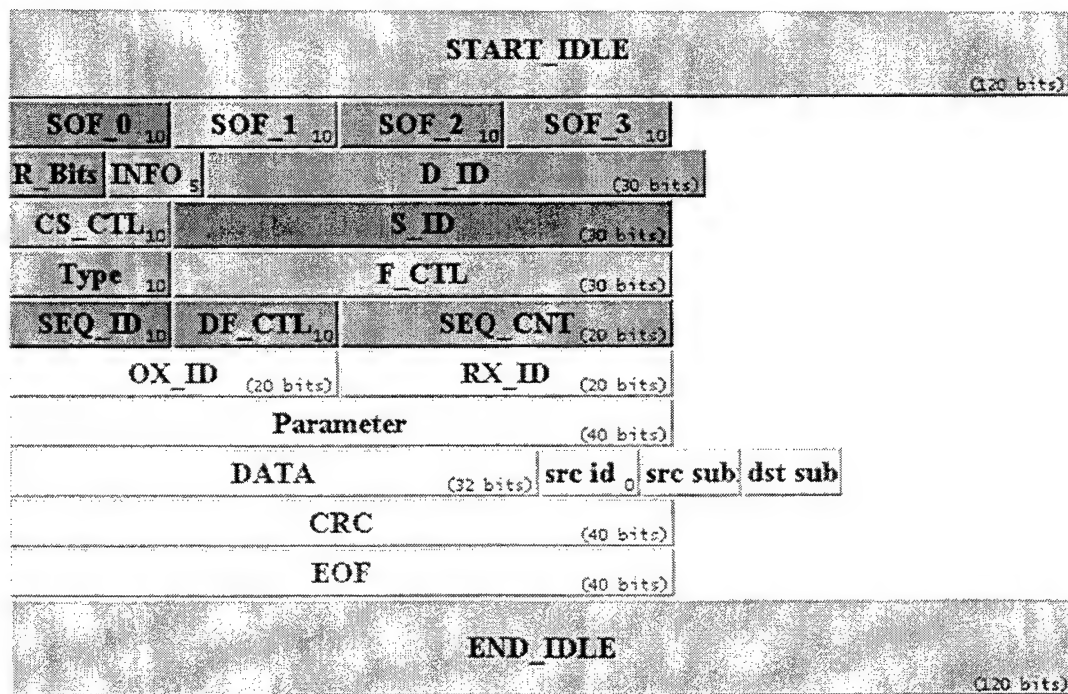 START_IDLE
(120 bits)
SOF_0 10 SOF_1 10 SOF_2 10 SOF_3 10
R_Bits INFO 5 D_ID (30 bits)
CS_CTL 10 S_ID (30 bits)
Type 10 F_CTL (30 bits)
SEQ_ID 10 DF_CTL 10 SEQ_CNT (20 bits)
OX_ID (20 bits) RX_ID (20 bits)
Parameter (40 bits)
DATA (32 bits) src id 0 src sub dst sub
CRC (40 bits)
EOF (40 bits)
END_IDLE
(120 bits)